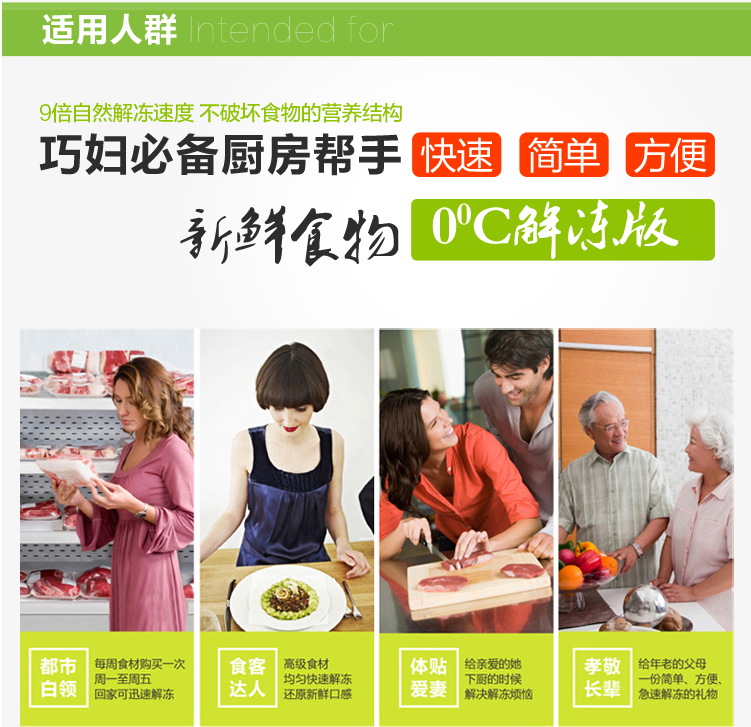 适用人群 Intended for
9倍自然解冻速度 不破坏食物的营养结构
巧妇必备厨房帮手 快速 简单 方便
新鲜食物 0⁰C解冻版
都市
白领
每周食材购买一次
周一至周五
回家可迅速解冻
食客
达人
高级食材
均匀快速解冻
还原新鲜口感
体贴
爱妻
给亲爱的她
下厨的时候
解决解冻烦恼
孝敬
长辈
给年老的父母
一份简单、方便、
急速解冻的礼物